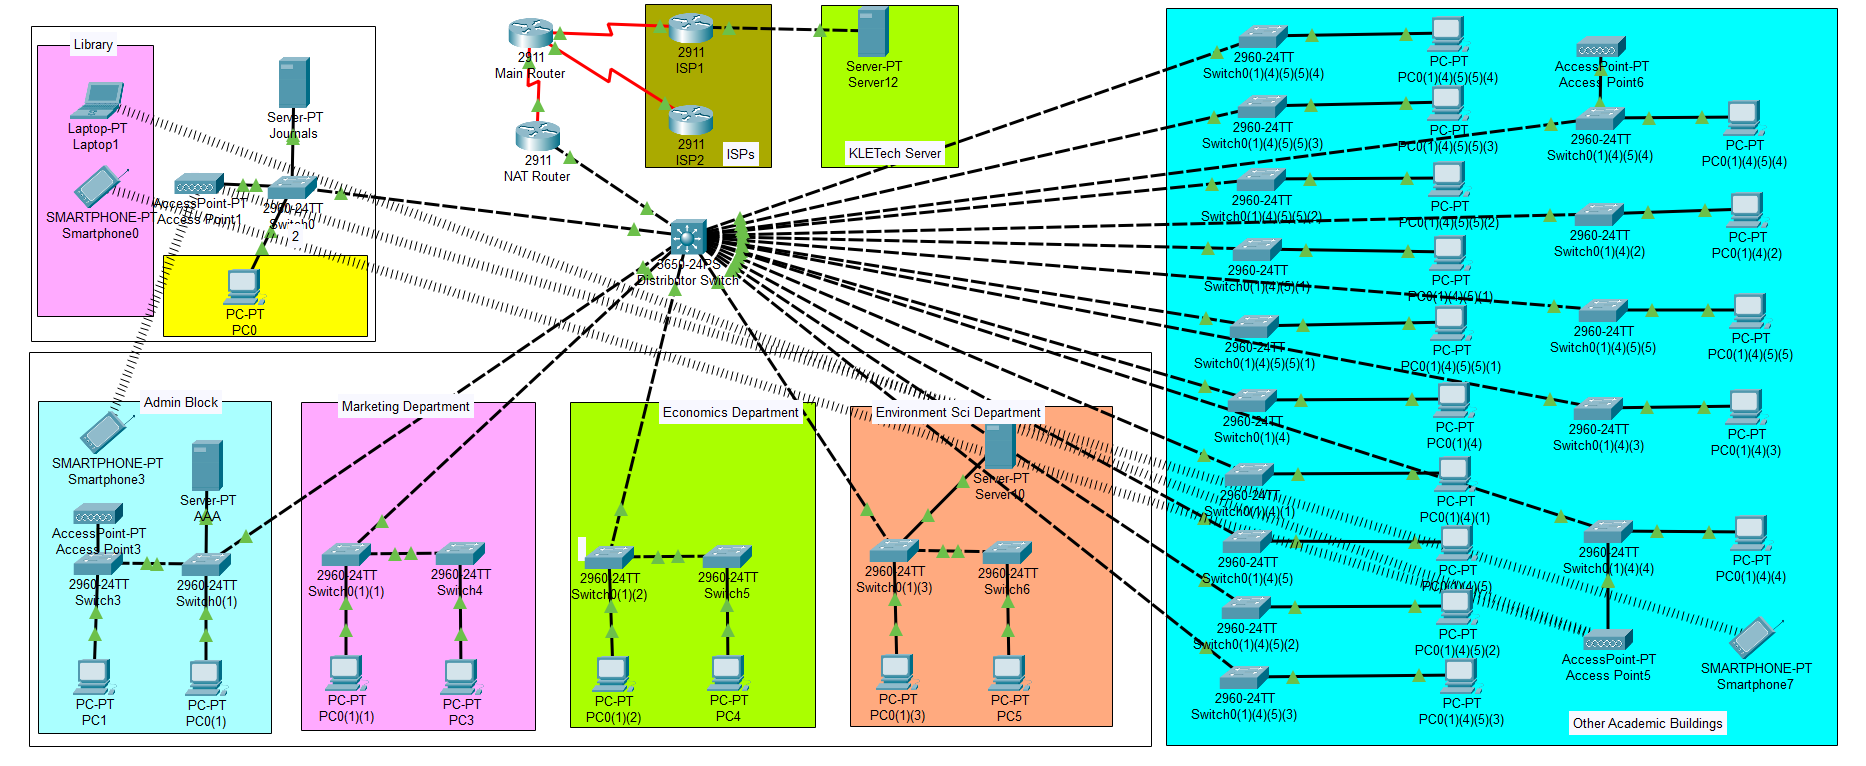 Library
Laptop-PT
Laptop1
SMARTPHONE-PT
Smartphone0
Server-PT
Journals
AccessPoint-PT
Access Point1
2960-24TT
Switch0
2
PC-PT
PC0
2911
Main Router
2911
NAT Router
2911
ISP1
2911
ISP2
ISPs
Server-PT
Server12
KLETech Server
3650-24PS
Distributor Switch
Admin Block
SMARTPHONE-PT
Smartphone3
Server-PT
AAA
AccessPoint-PT
Access Point3
2960-24TT
Switch3
2960-24TT
Switch0(1)
PC-PT
PC1
PC-PT
PC0(1)
Marketing Department
2960-24TT
Switch0(1)(1)
2960-24TT
Switch4
PC-PT
PC0(1)(1)
PC-PT
PC3
Economics Department
2960-24TT
Switch0(1)(2)
2960-24TT
Switch5
PC-PT
PC0(1)(2)
PC-PT
PC4
Environment Sci Department
Server-PT
Server10
2960-24TT
Switch0(1)(3)
2960-24TT
Switch6
PC-PT
PC0(1)(3)
PC-PT
PC5
2960-24TT
Switch0(1)(4)(5)(5)(4)
PC-PT
PC0(1)(4)(5)(5)(4)
2960-24TT
Switch0(1)(4)(5)(5)(3)
PC-PT
PC0(1)(4)(5)(5)(3)
2960-24TT
Switch0(1)(4)(5)(5)(2)
PC-PT
PC0(1)(4)(5)(5)(2)
2960-24TT
Switch0(1)(4)(5)(1)
PC-PT
PC0(1)(4)(5)(1)
2960-24TT
Switch0(1)(4)(5)(5)(1)
PC-PT
PC0(1)(4)(5)(5)(1)
2960-24TT
Switch0(1)(4)
PC-PT
PC0(1)(4)
2960-24TT
Switch0(1)(4)(1)
PC-PT
PC0(1)(4)(1)
2960-24TT
Switch0(1)(4)(5)
PC-PT
PC0(1)(4)(5)
2960-24TT
Switch0(1)(4)(5)(2)
PC-PT
PC0(1)(4)(5)(2)
2960-24TT
Switch0(1)(4)(5)(3)
PC-PT
PC0(1)(4)(5)(3)
AccessPoint-PT
Access Point6
2960-24TT
Switch0(1)(4)(5)(4)
PC-PT
PC0(1)(4)(5)(4)
2960-24TT
Switch0(1)(4)(2)
PC-PT
PC0(1)(4)(2)
2960-24TT
Switch0(1)(4)(5)(5)
PC-PT
PC0(1)(4)(5)(5)
2960-24TT
Switch0(1)(4)(3)
PC-PT
PC0(1)(4)(3)
2960-24TT
Switch0(1)(4)(4)
PC-PT
PC0(1)(4)(4)
AccessPoint-PT
Access Point5
SMARTPHONE-PT
Smartphone7
Other Academic Buildings